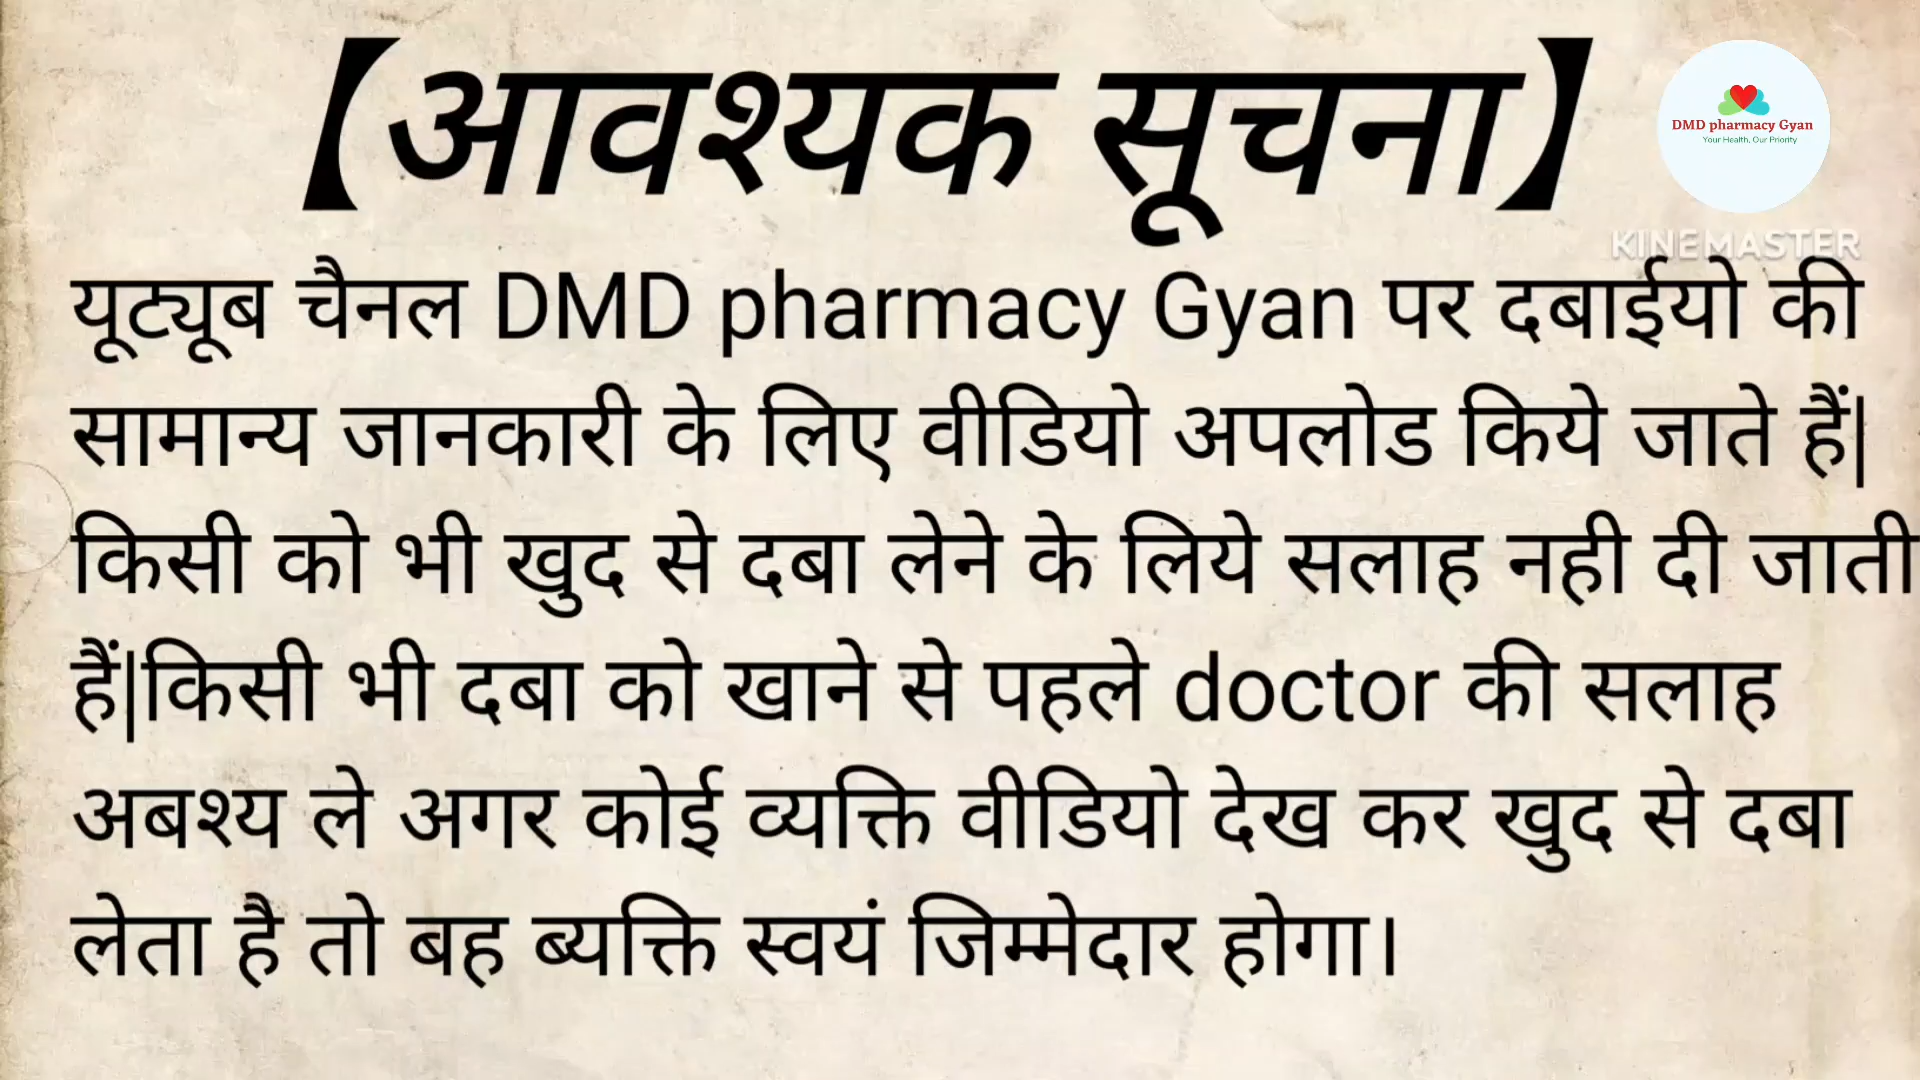 【आवश्यक सूचना】
DMD pharmacy Gyan
Your Health, Our Priority
KINEMASTER
यूट्यूब चैनल DMD pharmacy Gyan पर दबाईयो की
सामान्य जानकारी के लिए वीडियो अपलोड किये जाते हैं|
किसी को भी खुद से दबा लेने के लिये सलाह नही दी जाती
हैं|किसी भी दबा को खाने से पहले doctor की सलाह
अबश्य ले अगर कोई व्यक्ति वीडियो देख कर खुद से दबा
लेता है तो बह ब्यक्ति स्वयं जिम्मेदार होगा।